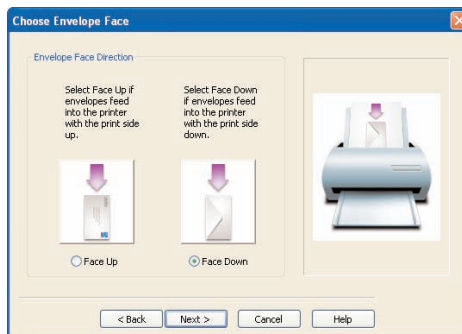 Choose Envelope Face
Envelope Face Direction
Select Face Up if
envelopes feed
into the printer
with the print side
up.
Select Face Down
if envelopes feed
into the printer
with the print side
down.
Face Up
Face Down
< Back
Next >
Cancel
Help